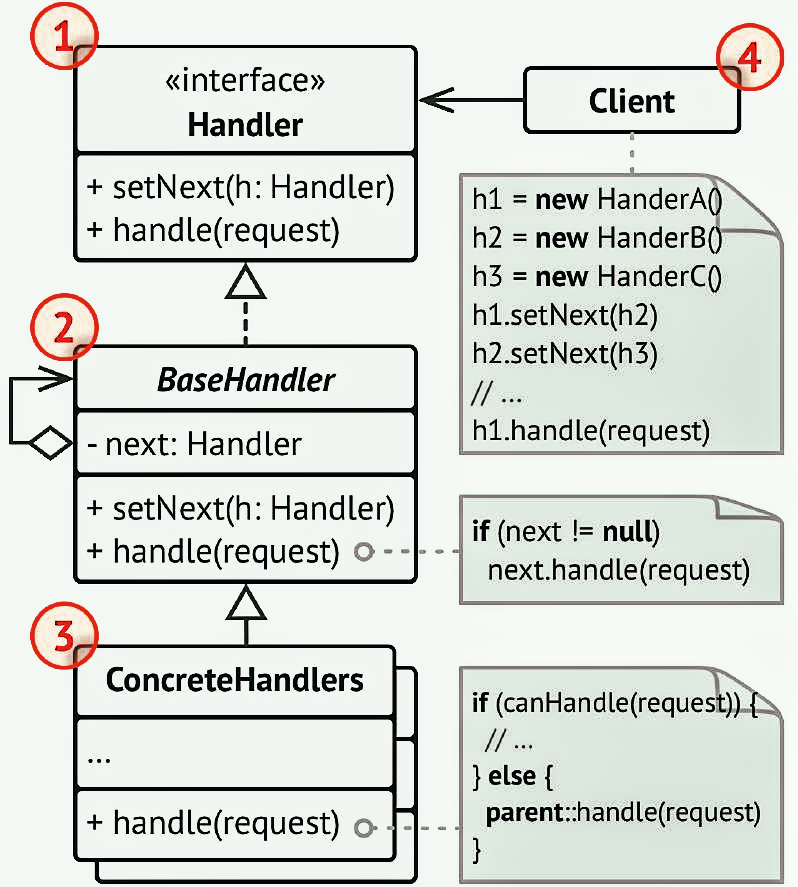 1
«interface»
Handler
+ setNext(h: Handler)
+ handle(request)
4
Client
h1 = new HanderA()
h2 = new HanderB()
h3 = new HanderC()
h1.setNext(h2)
h2.setNext(h3)
// ...
h1.handle(request)
2
BaseHandler
- next: Handler
+ setNext(h: Handler)
+ handle(request)
if (next != null)
next.handle(request)
3
ConcreteHandlers
...
+ handle(request)
if (canHandle(request)) {
// ...
} else {
parent::handle(request)
}